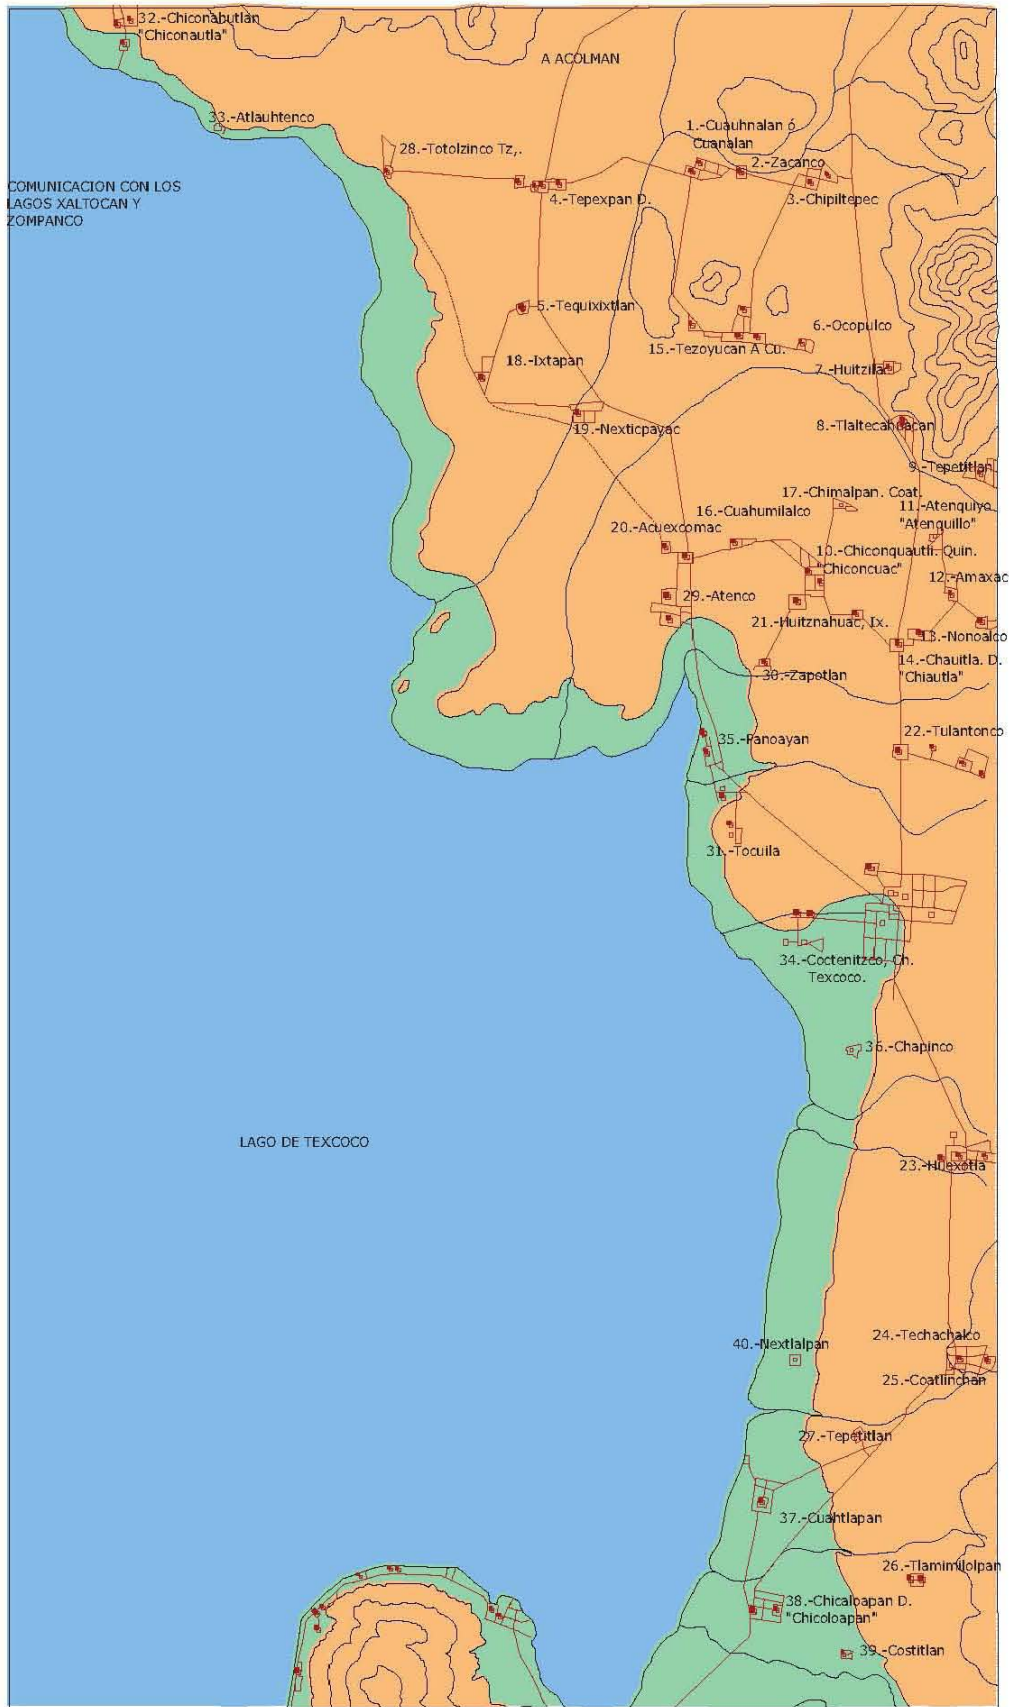 32.-Chiconahutlan
"Chiconautla"
A ACOLMAN
33.-Atlauhtenco
1.-Cuauhnalan ó
Cuanalan
28.-Totolzinco Tz,.
2.-Zacanco
COMUNICACION CON LOS
LAGOS XALTOCAN Y
ZOMPANCO
4.-Tepexpan D.
3.-Chipiltepec
5.-Tequixixtlan
6.-Ocopulco
15.-Tezoyucan A Cu.
18.-Ixtapan
7.-Huitzila
19.-Nexticpayac
8.-Tlaltecahuacan
9.-Tepetitlan
17.-Chimalpan. Coat.
11.-Atenquiyo
"Atenquillo"
16.-Cuahumilalco
20.-Acuexcomac
10.-Chiconquautli. Quin.
"Chiconcuac"
12.-Amaxac
29.-Atenco
21.-Huitznahuac, Ix.
13.-Nonoalco
14.-Chauitla. D.
"Chiautla"
30.-Zapotlan
22.-Tulantonco
35.-Panoayan
31.-Tocuila
34.-Coctenitzco, Ch.
Texcoco.
36.-Chapinco
LAGO DE TEXCOCO
23.-Huexotla
24.-Techachalco
40.-Nextlalpan
25.-Coatlinchan
27.-Tepetitlan
37.-Cuahtlapan
26.-Tlamimilolpan
38.-Chicaloapan D.
"Chicoloapan"
39.-Costitlan